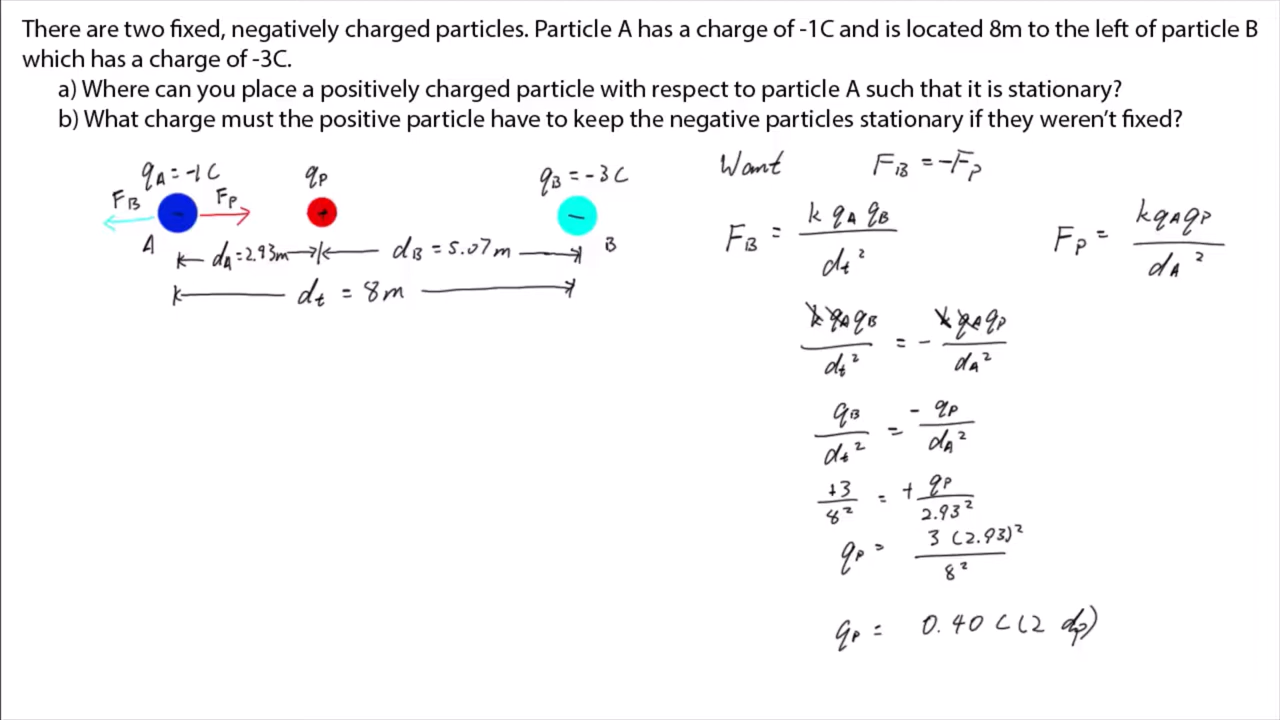 There are two fixed, negatively charged particles. Particle A has a charge of -1C and is located 8m to the left of particle B
which has a charge of -3C.
a) Where can you place a positively charged particle with respect to particle A such that it is stationary?
b) What charge must the positive particle have to keep the negative particles stationary if they weren't fixed?
qA = -1C qP qB = -3C
FB FP
- + -
A B
dA = 2.93m dB = 5.07m
dt = 8m
Want FB = -FP
FB = k qA qB / dt² FP = k qA qP / dA²
k qA qB / dt² = - k qA qP / dA²
qB / dt² = - qP / dA²
+3 / 8² = + qP / 2.93²
qP = 3 (2.93)² / 8²
qP = 0.40 C (2 dp)